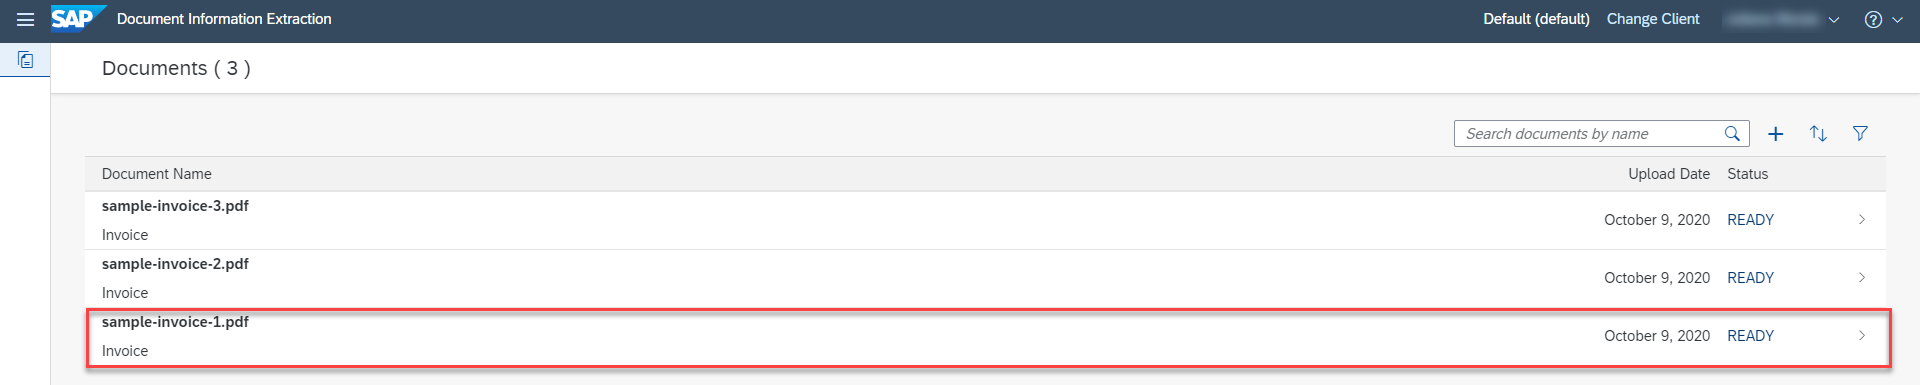 SAP Document Information Extraction Default (default) Change Client
Documents ( 3 )
Search documents by name
Document Name Upload Date Status
sample-invoice-3.pdf
Invoice October 9, 2020 READY
sample-invoice-2.pdf
Invoice October 9, 2020 READY
sample-invoice-1.pdf
Invoice October 9, 2020 READY